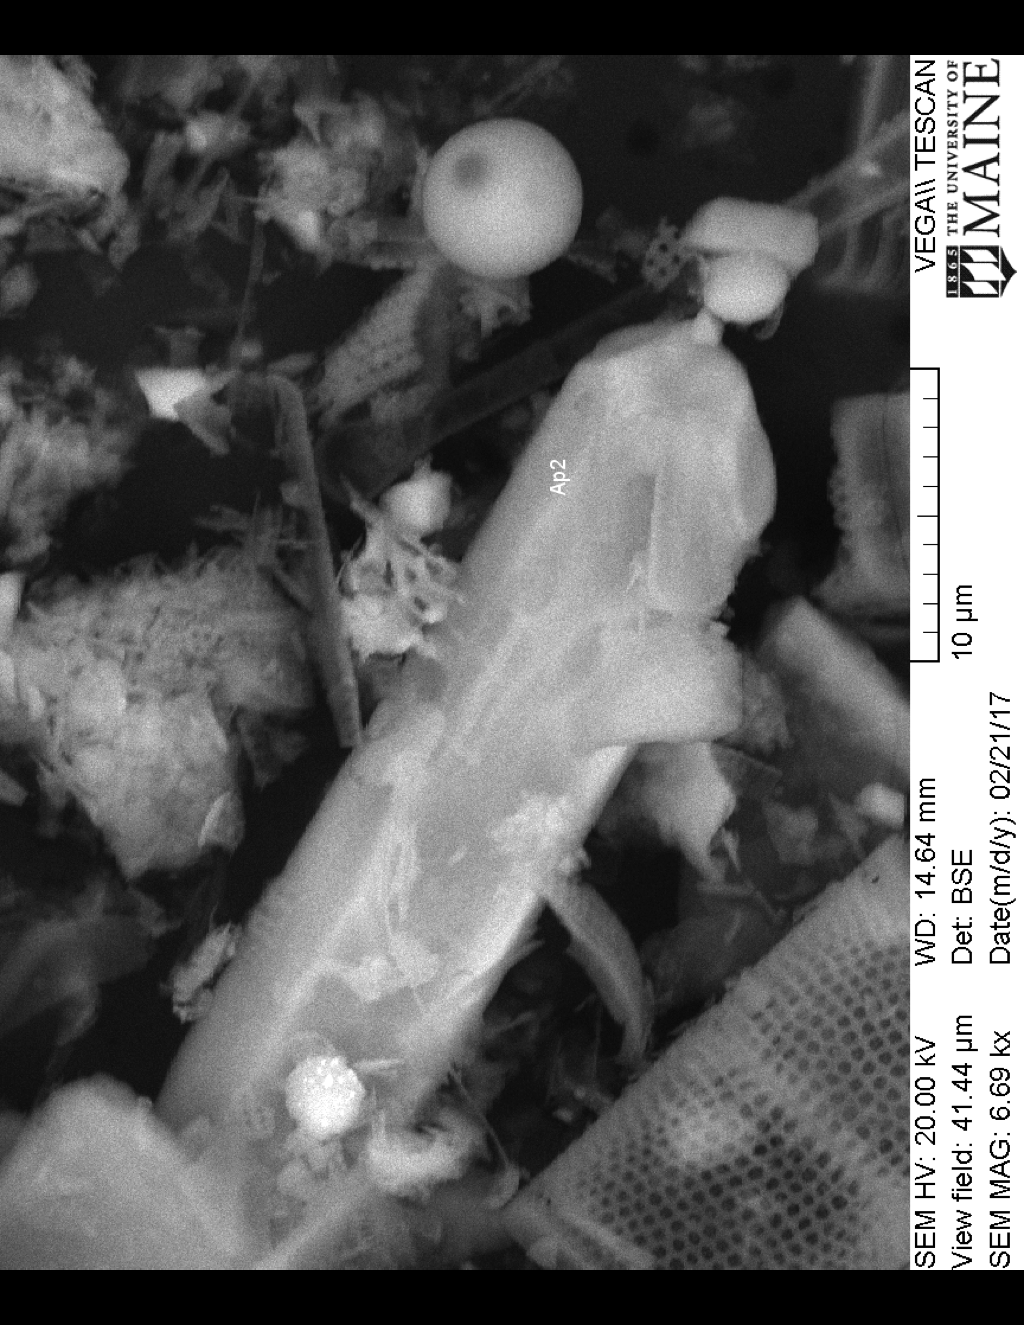 Ap2
SEM HV: 20.00 kV WD: 14.64 mm VEGA\\ TESCAN
View field: 41.44 µm Det: BSE 10 µm
SEM MAG: 6.69 kx Date(m/d/y): 02/21/17
1865 THE UNIVERSITY OF
MAINE